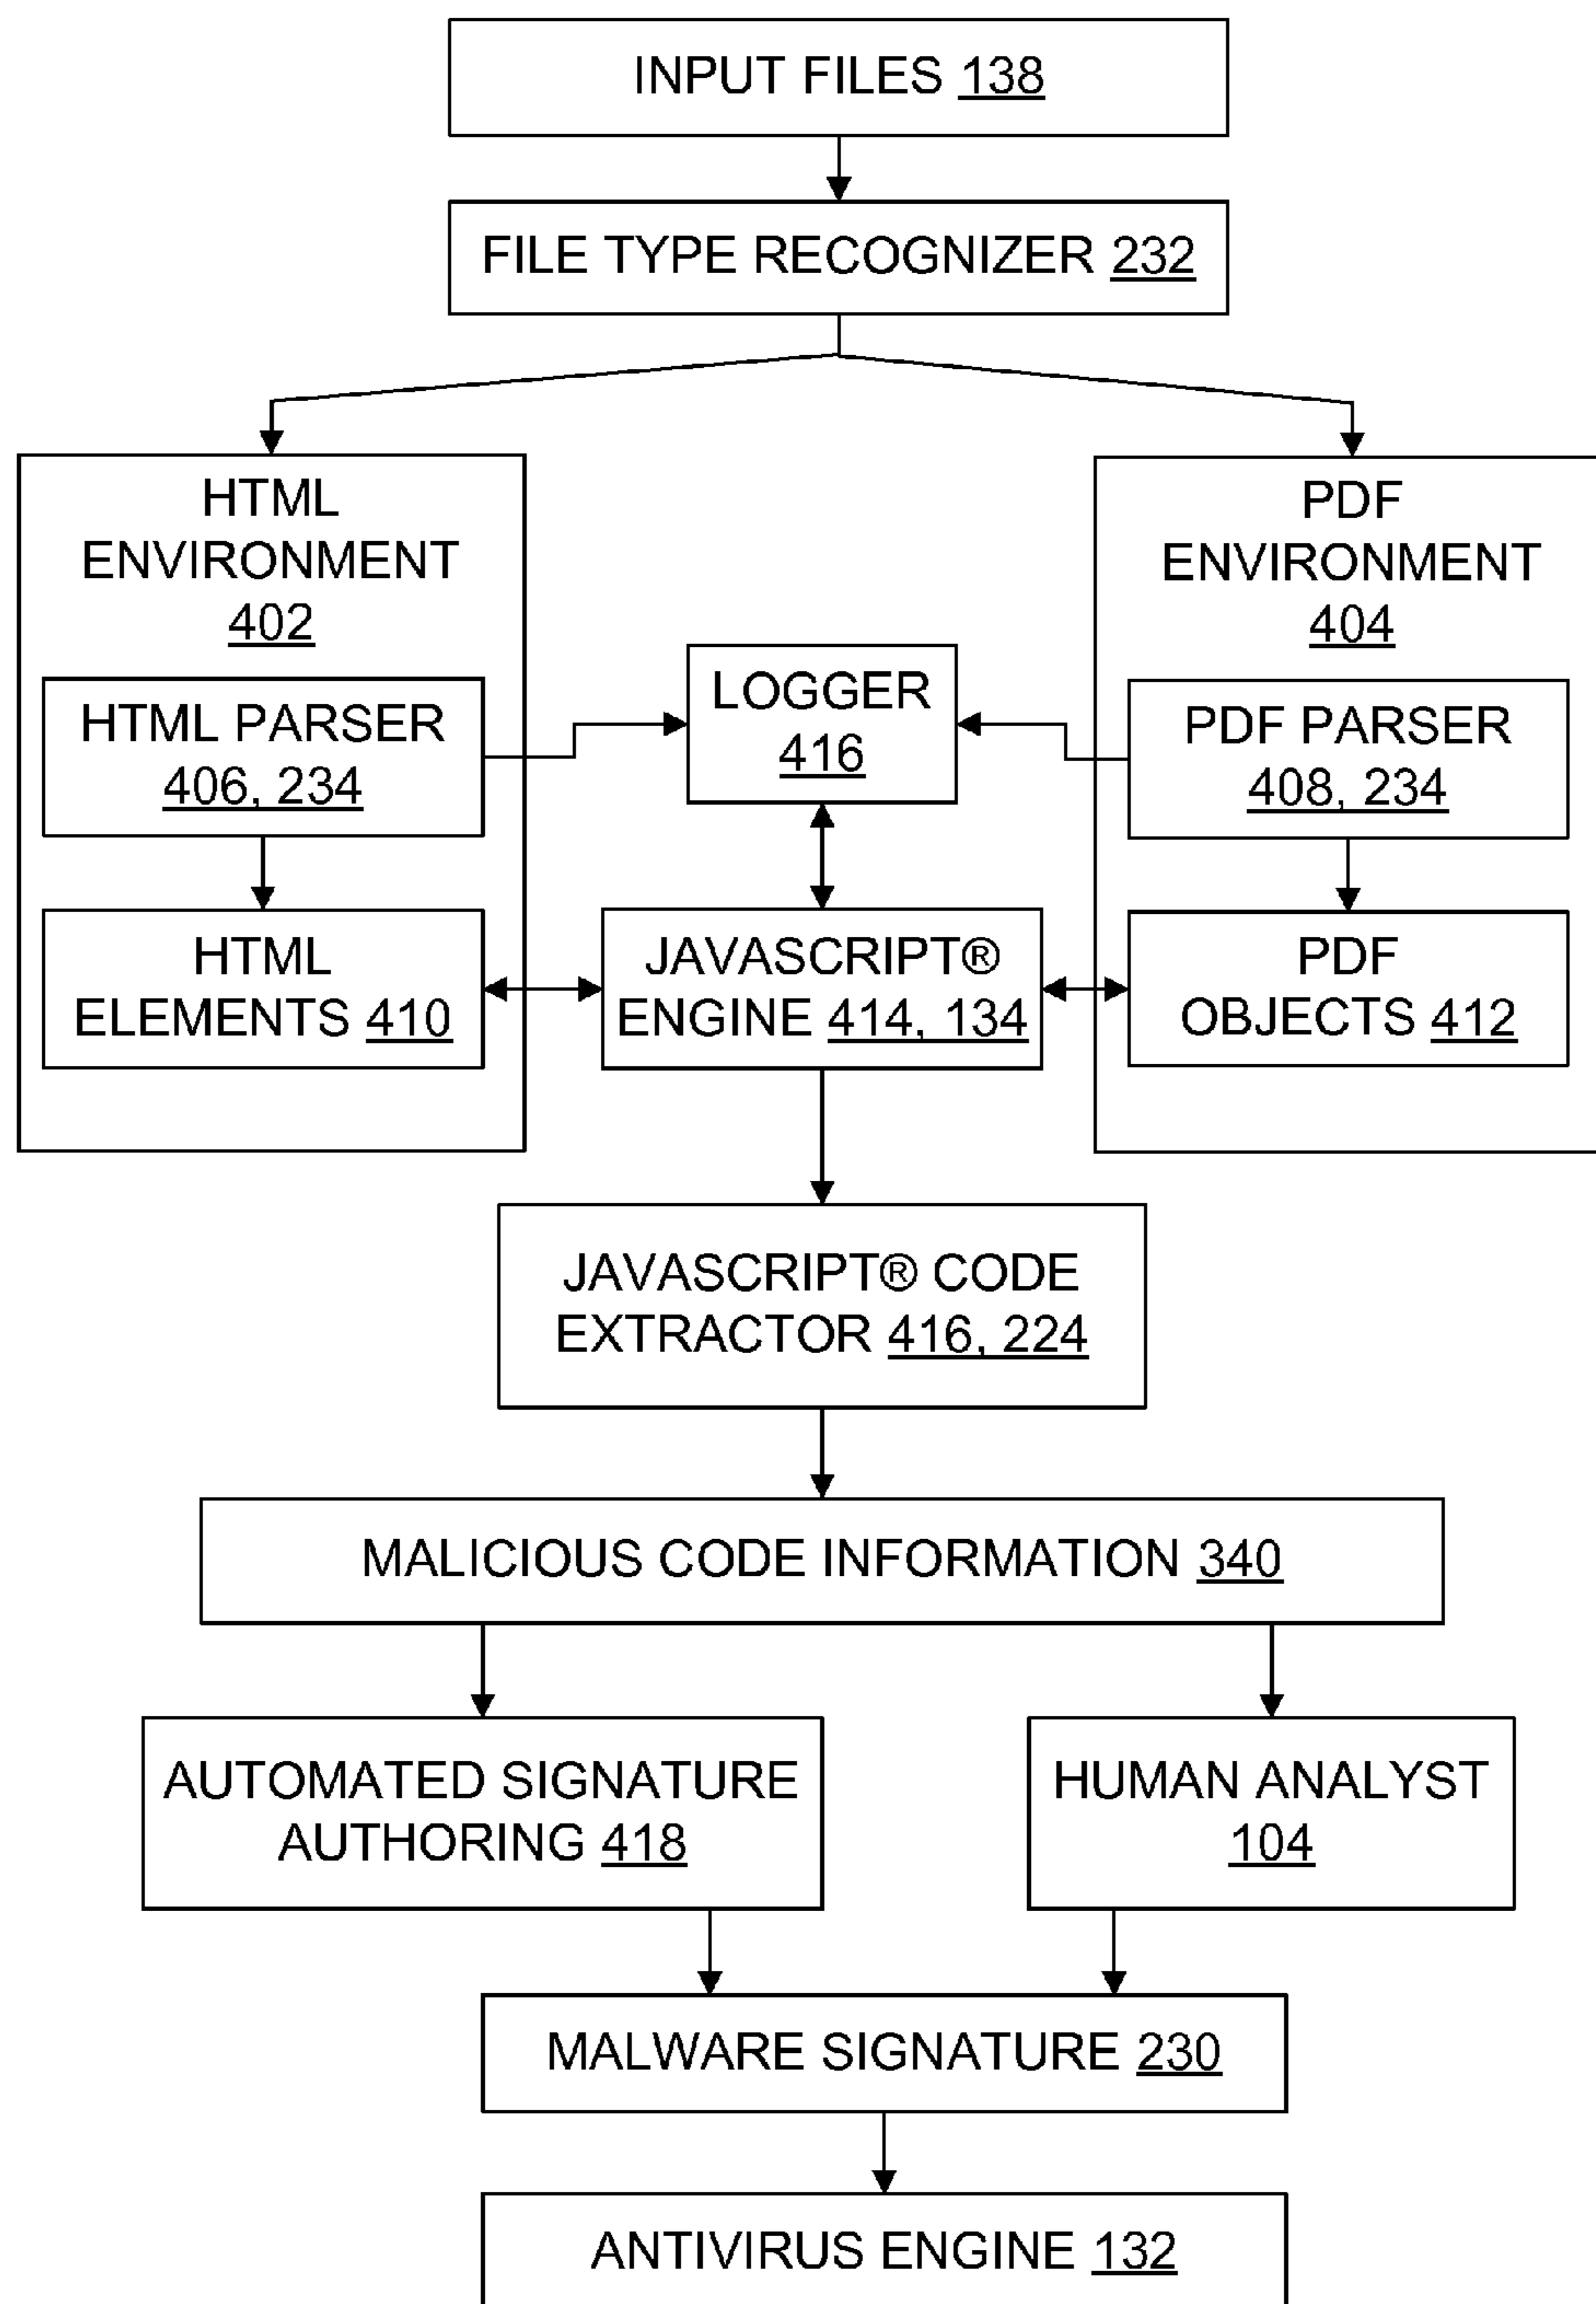 INPUT FILES 138
FILE TYPE RECOGNIZER 232
HTML
ENVIRONMENT
402
HTML PARSER
406, 234
HTML
ELEMENTS 410
LOGGER
416
JAVASCRIPT®
ENGINE 414, 134
PDF
ENVIRONMENT
404
PDF PARSER
408, 234
PDF
OBJECTS 412
JAVASCRIPT® CODE
EXTRACTOR 416, 224
MALICIOUS CODE INFORMATION 340
AUTOMATED SIGNATURE
AUTHORING 418
HUMAN ANALYST
104
MALWARE SIGNATURE 230
ANTIVIRUS ENGINE 132